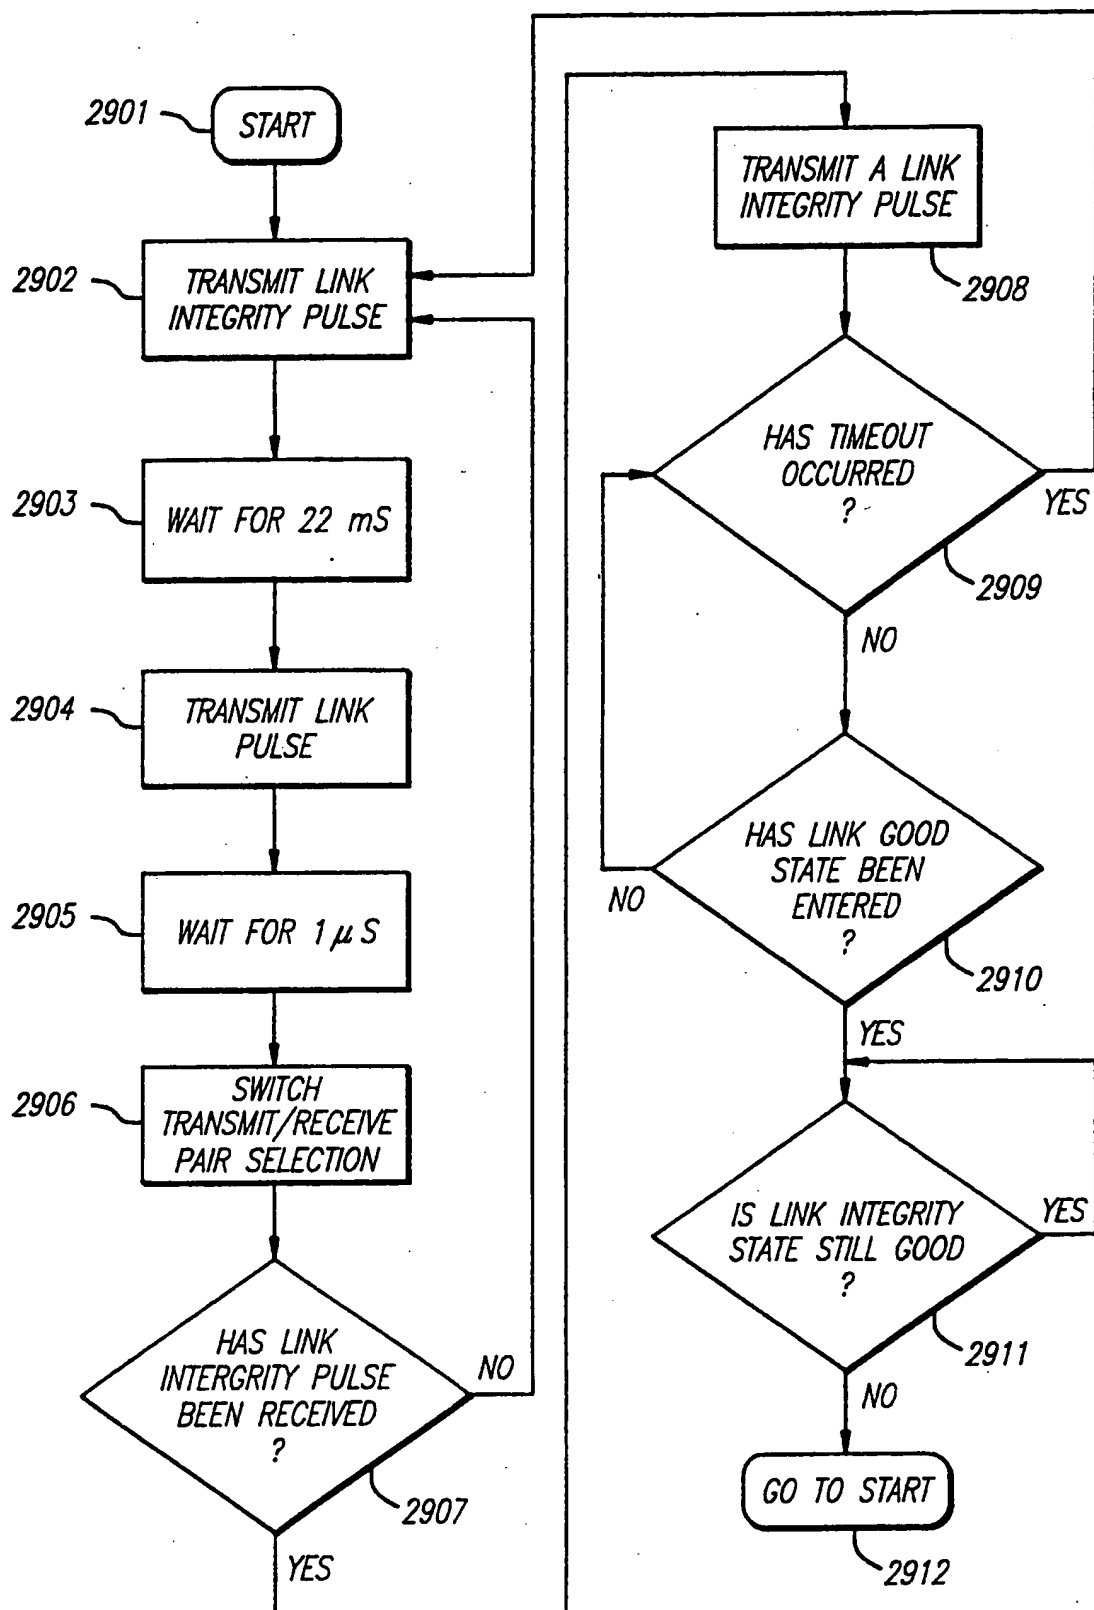 2901
START
2902
TRANSMIT LINK
INTEGRITY PULSE
2903
WAIT FOR 22 mS
2904
TRANSMIT LINK
PULSE
2905
WAIT FOR 1 μ S
2906
SWITCH
TRANSMIT/RECEIVE
PAIR SELECTION
HAS LINK
INTERGRITY PULSE
BEEN RECEIVED
?
NO
2907
YES
TRANSMIT A LINK
INTEGRITY PULSE
2908
HAS TIMEOUT
OCCURRED
?
YES
2909
NO
HAS LINK GOOD
STATE BEEN
ENTERED
?
NO
2910
YES
IS LINK INTEGRITY
STATE STILL GOOD
?
YES
2911
NO
GO TO START
2912